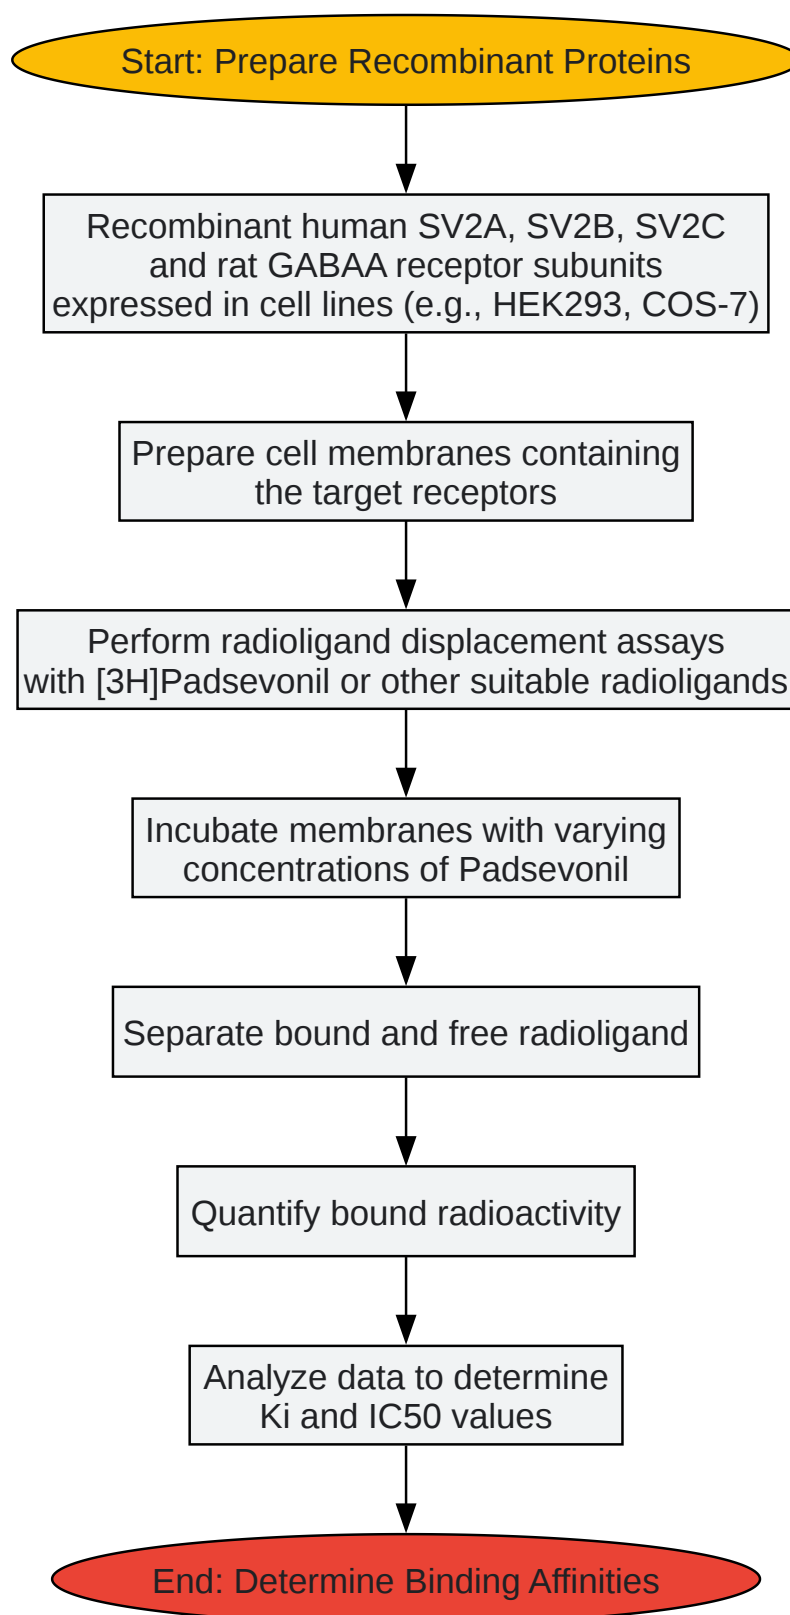 Start: Prepare Recombinant Proteins
Recombinant human SV2A, SV2B, SV2C
and rat GABAA receptor subunits
expressed in cell lines (e.g., HEK293, COS-7)
Prepare cell membranes containing
the target receptors
Perform radioligand displacement assays
with [3H]Padsevonil or other suitable radioligands
Incubate membranes with varying
concentrations of Padsevonil
Separate bound and free radioligand
Quantify bound radioactivity
Analyze data to determine
Ki and IC50 values
End: Determine Binding Affinities